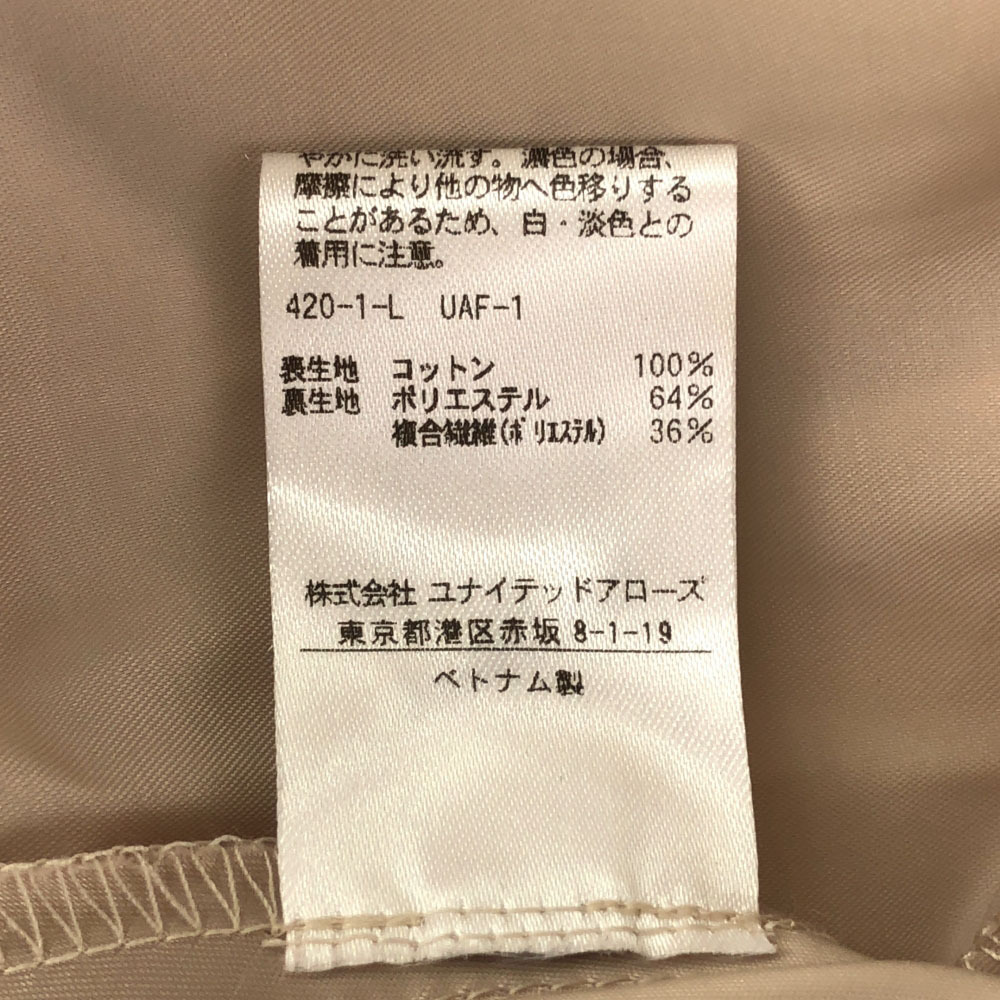 やかに洗い流す。濃色の場合、
摩擦により他の物へ色移りする
ことがあるため、白・淡色との
着用に注意。
420-1-L UAF-1
表生地 コットン 100%
裏生地 ポリエステル 64%
複合繊維(ポリエステル) 36%
株式会社 ユナイテッドアローズ
東京都港区赤坂 8-1-19
ベトナム製